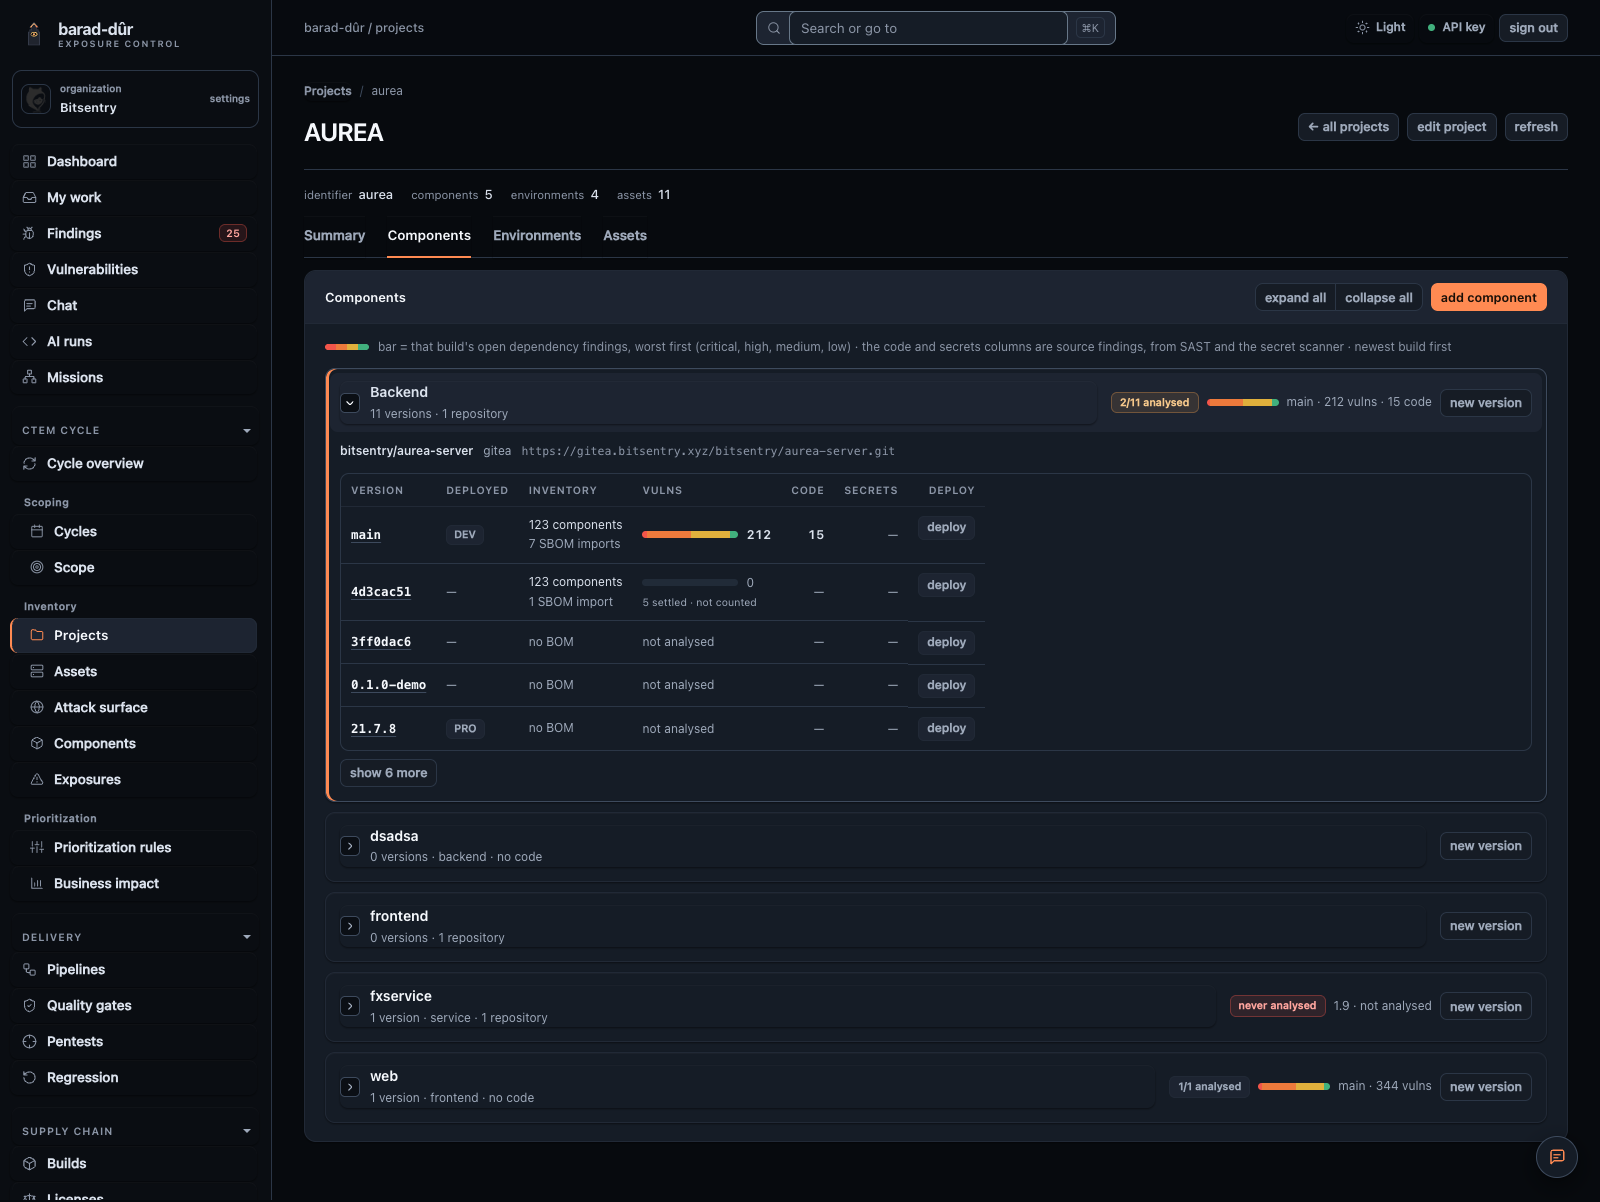 barad-dûr
EXPOSURE CONTROL
organization
Bitsentry
settings
Dashboard
My work
Findings 25
Vulnerabilities
Chat
AI runs
Missions
CTEM CYCLE
Cycle overview
Scoping
Cycles
Scope
Inventory
Projects
Assets
Attack surface
Components
Exposures
Prioritization
Prioritization rules
Business impact
DELIVERY
Pipelines
Quality gates
Pentests
Regression
SUPPLY CHAIN
Builds
Licenses
barad-dûr / projects
Search or go to ⌘K
Light
API key
sign out
Projects / aurea
AUREA
← all projects
edit project
refresh
identifier aurea components 5 environments 4 assets 11
Summary Components Environments Assets
Components
expand all collapse all add component
bar = that build's open dependency findings, worst first (critical, high, medium, low) · the code and secrets columns are source findings, from SAST and the secret scanner · newest build first
Backend
11 versions · 1 repository
2/11 analysed main · 212 vulns · 15 code new version
bitsentry/aurea-server gitea https://gitea.bitsentry.xyz/bitsentry/aurea-server.git
VERSION DEPLOYED INVENTORY VULNS CODE SECRETS DEPLOY
main DEV 123 components 212 15 — deploy
7 SBOM imports
4d3cac51 — 123 components 0 — — deploy
1 SBOM import 5 settled · not counted
3ff0dac6 — no BOM not analysed — — deploy
0.1.0-demo — no BOM not analysed — — deploy
21.7.8 PRO no BOM not analysed — — deploy
show 6 more
dsadsa
0 versions · backend · no code
new version
frontend
0 versions · 1 repository
new version
fxservice
1 version · service · 1 repository
never analysed 1.9 · not analysed new version
web
1 version · frontend · no code
1/1 analysed main · 344 vulns new version